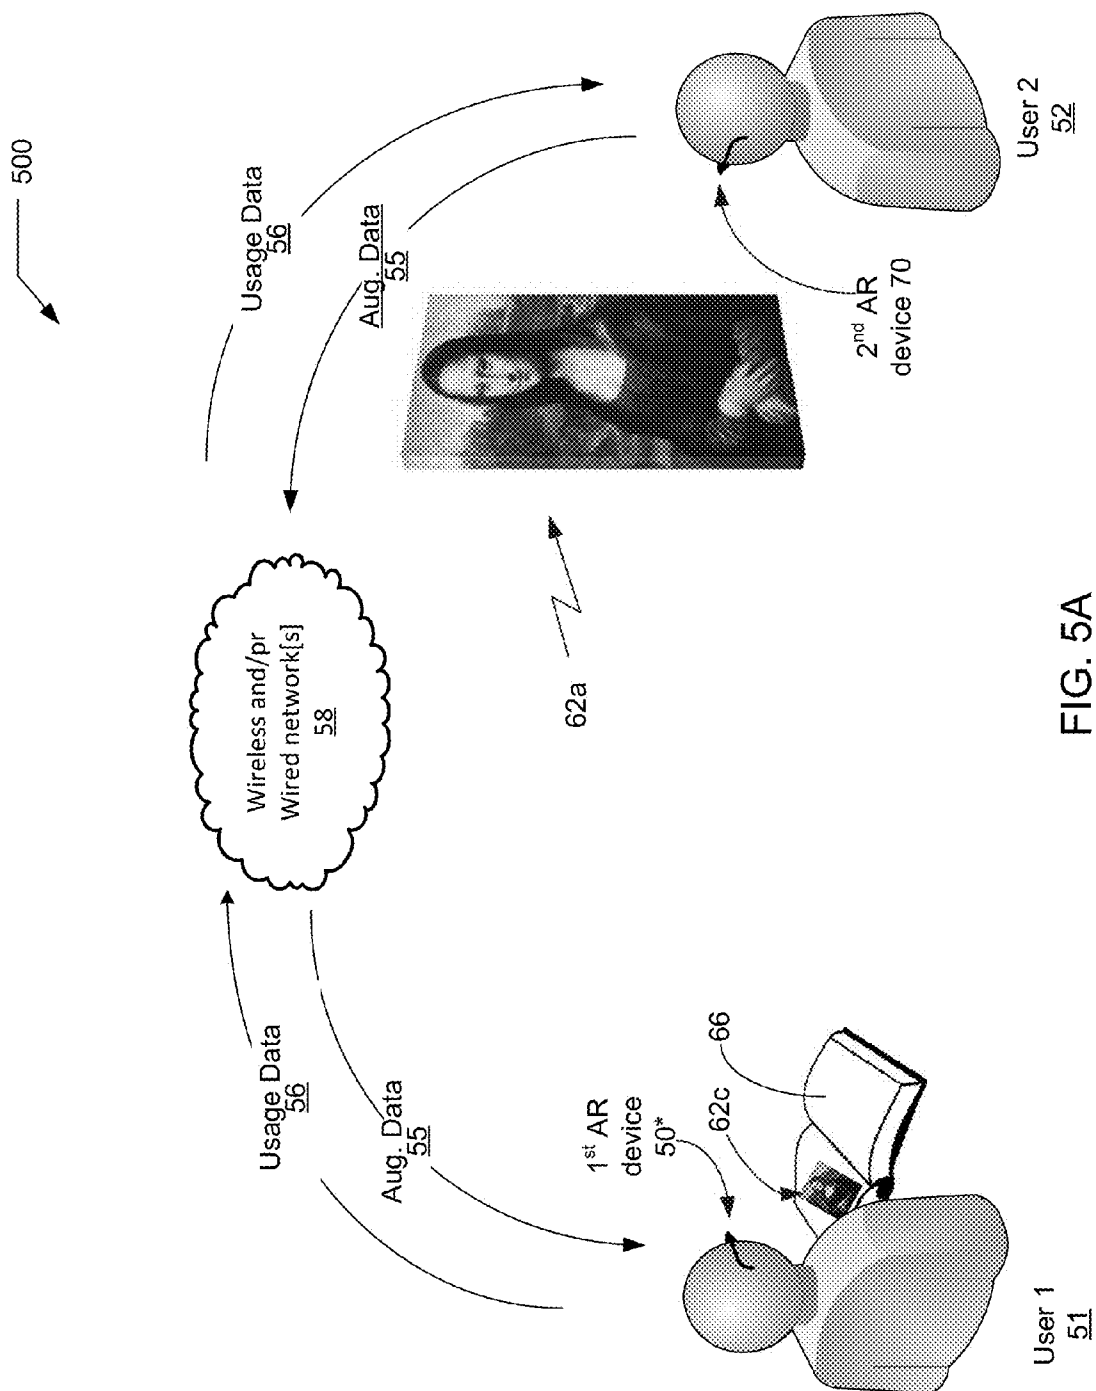 500
Usage Data
56
Aug. Data
55
Wireless and/pr
Wired network[s]
58
Usage Data
56
Aug. Data
55
1st AR
device
50*
62c
66
62a
2nd AR
device 70
User 1
51
User 2
52
FIG. 5A